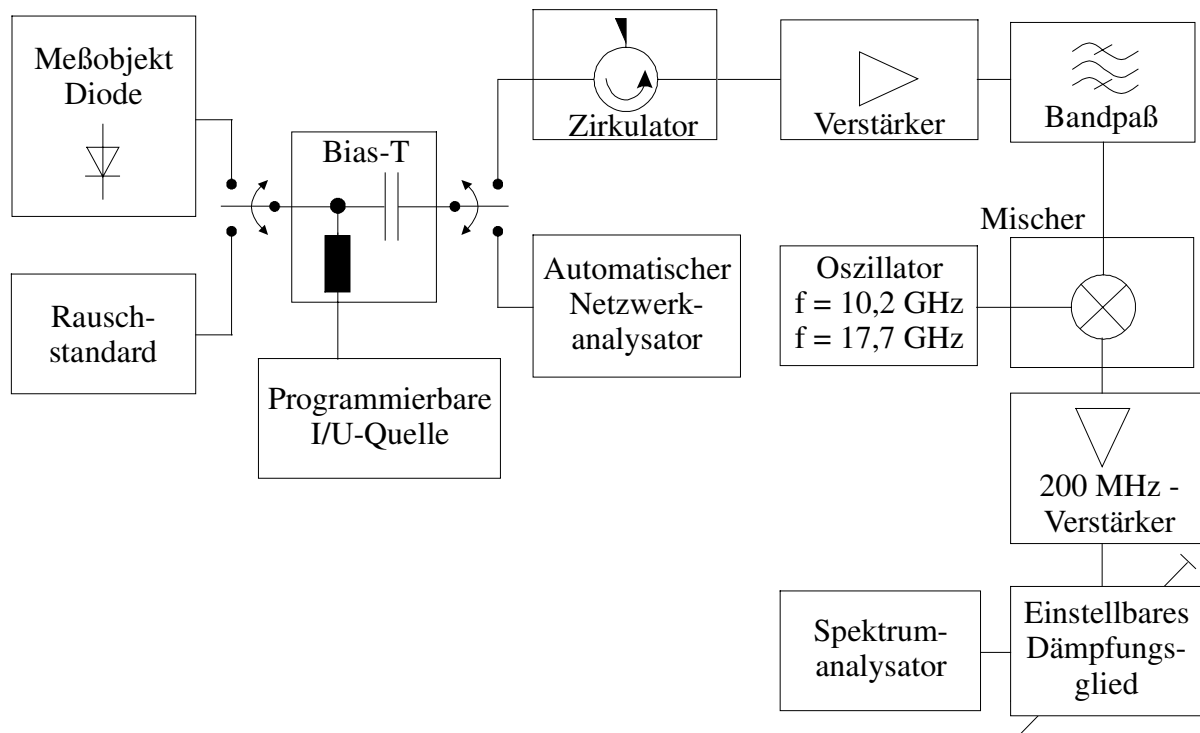 Meßobjekt
Diode
Rausch-
standard
Bias-T
Programmierbare
I/U-Quelle
Zirkulator
Automatischer
Netzwerk-
analysator
Verstärker
Bandpaß
Mischer
Oszillator
f = 10,2 GHz
f = 17,7 GHz
200 MHz -
Verstärker
Einstellbares
Dämpfungs-
glied
Spektrum-
analysator